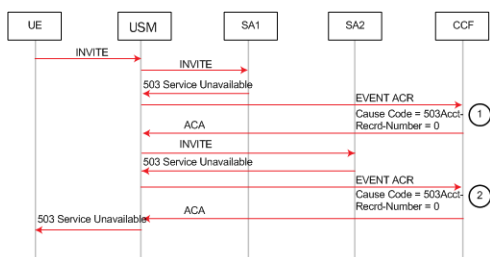 UE USM SA1 SA2 CCF
INVITE
INVITE
503 Service Unavailable
EVENT ACR
Cause Code = 503Acct-
Recrd-Number = 0
1
ACA
INVITE
503 Service Unavailable
EVENT ACR
Cause Code = 503Acct-
Recrd-Number = 0
2
ACA
503 Service Unavailable